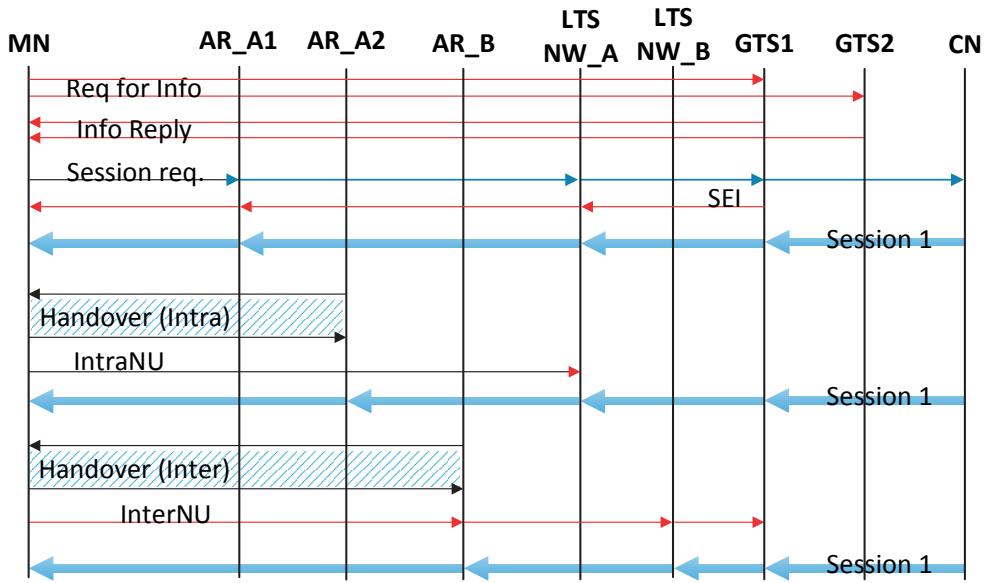 MN
AR_A1
AR_A2
AR_B
LTS
NW_A
LTS
NW_B
GTS1
GTS2
CN
Req for Info
Info Reply
Session req.
SEI
Session 1
Handover (Intra)
IntraNU
Session 1
Handover (Inter)
InterNU
Session 1